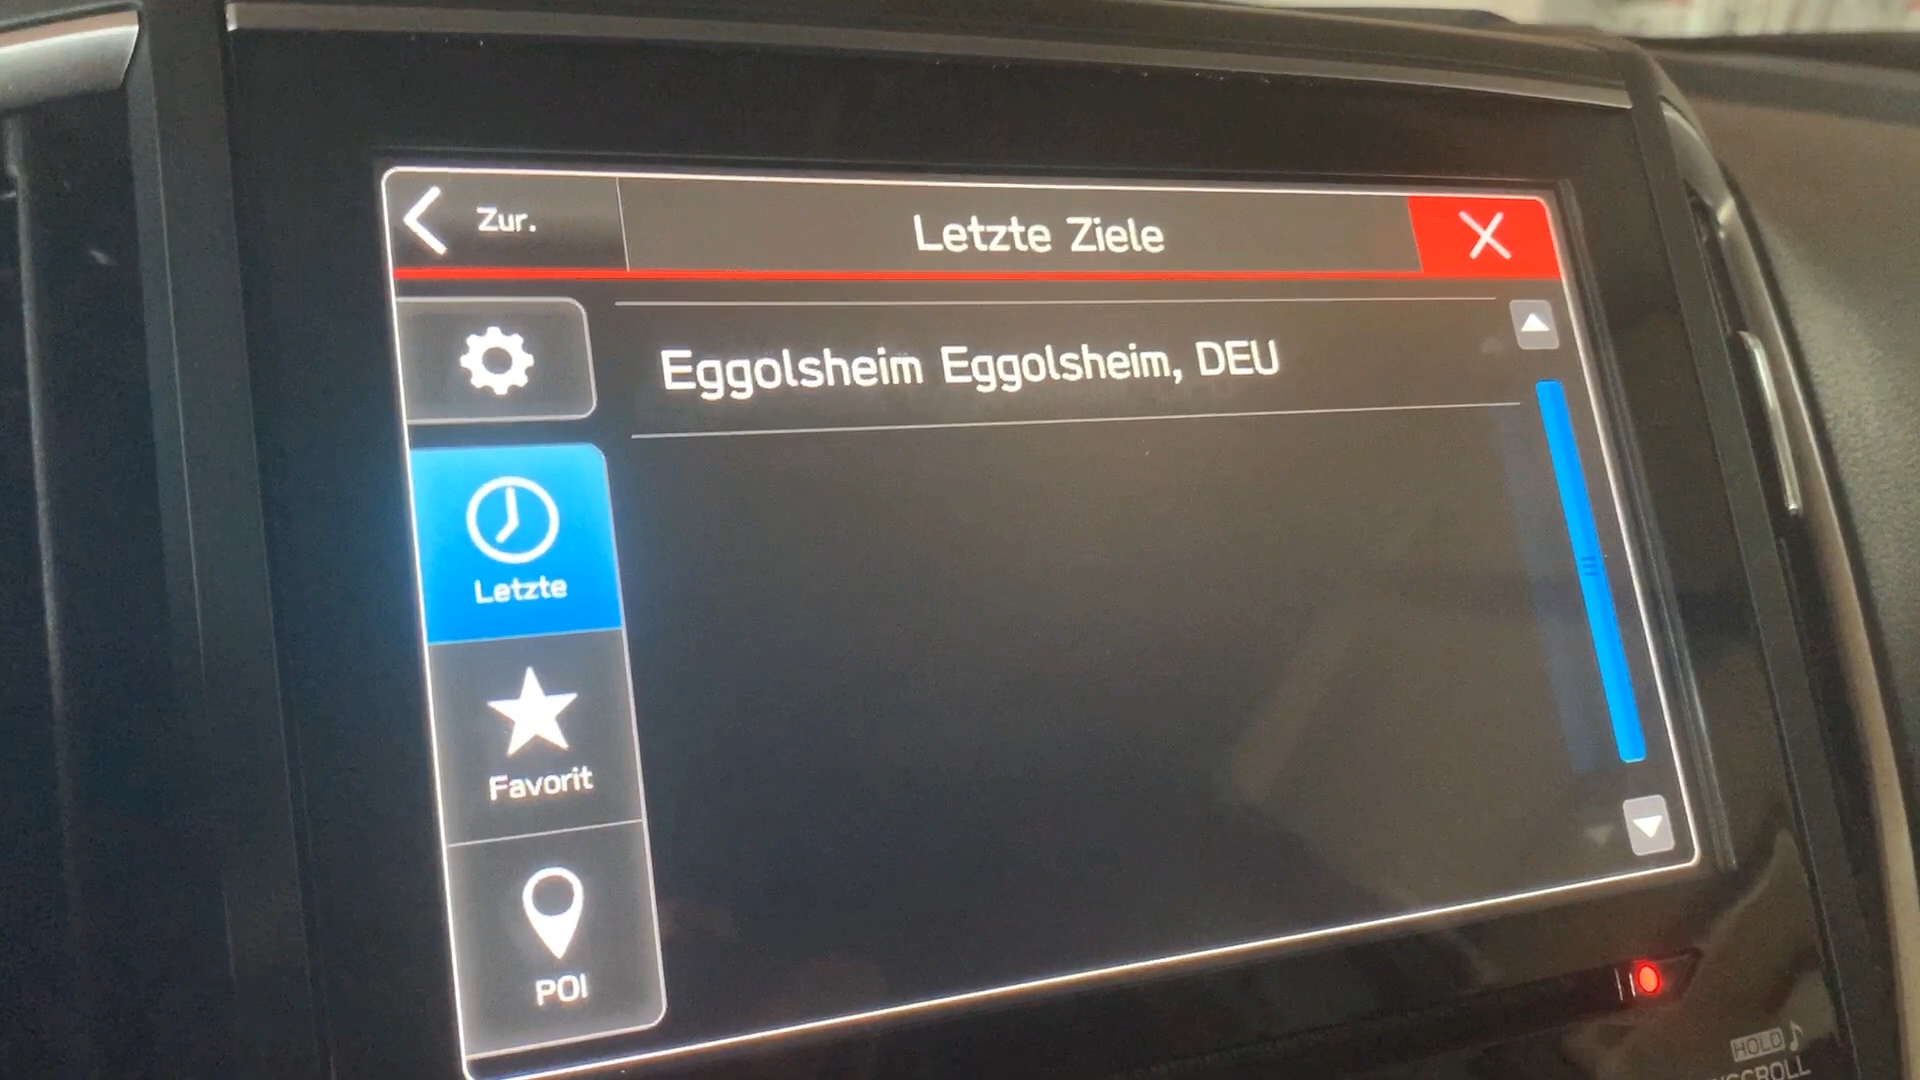 Zur.
Letzte Ziele
Eggolsheim Eggolsheim, DEU
Letzte
Favorit
POI
HOLD
SCROLL